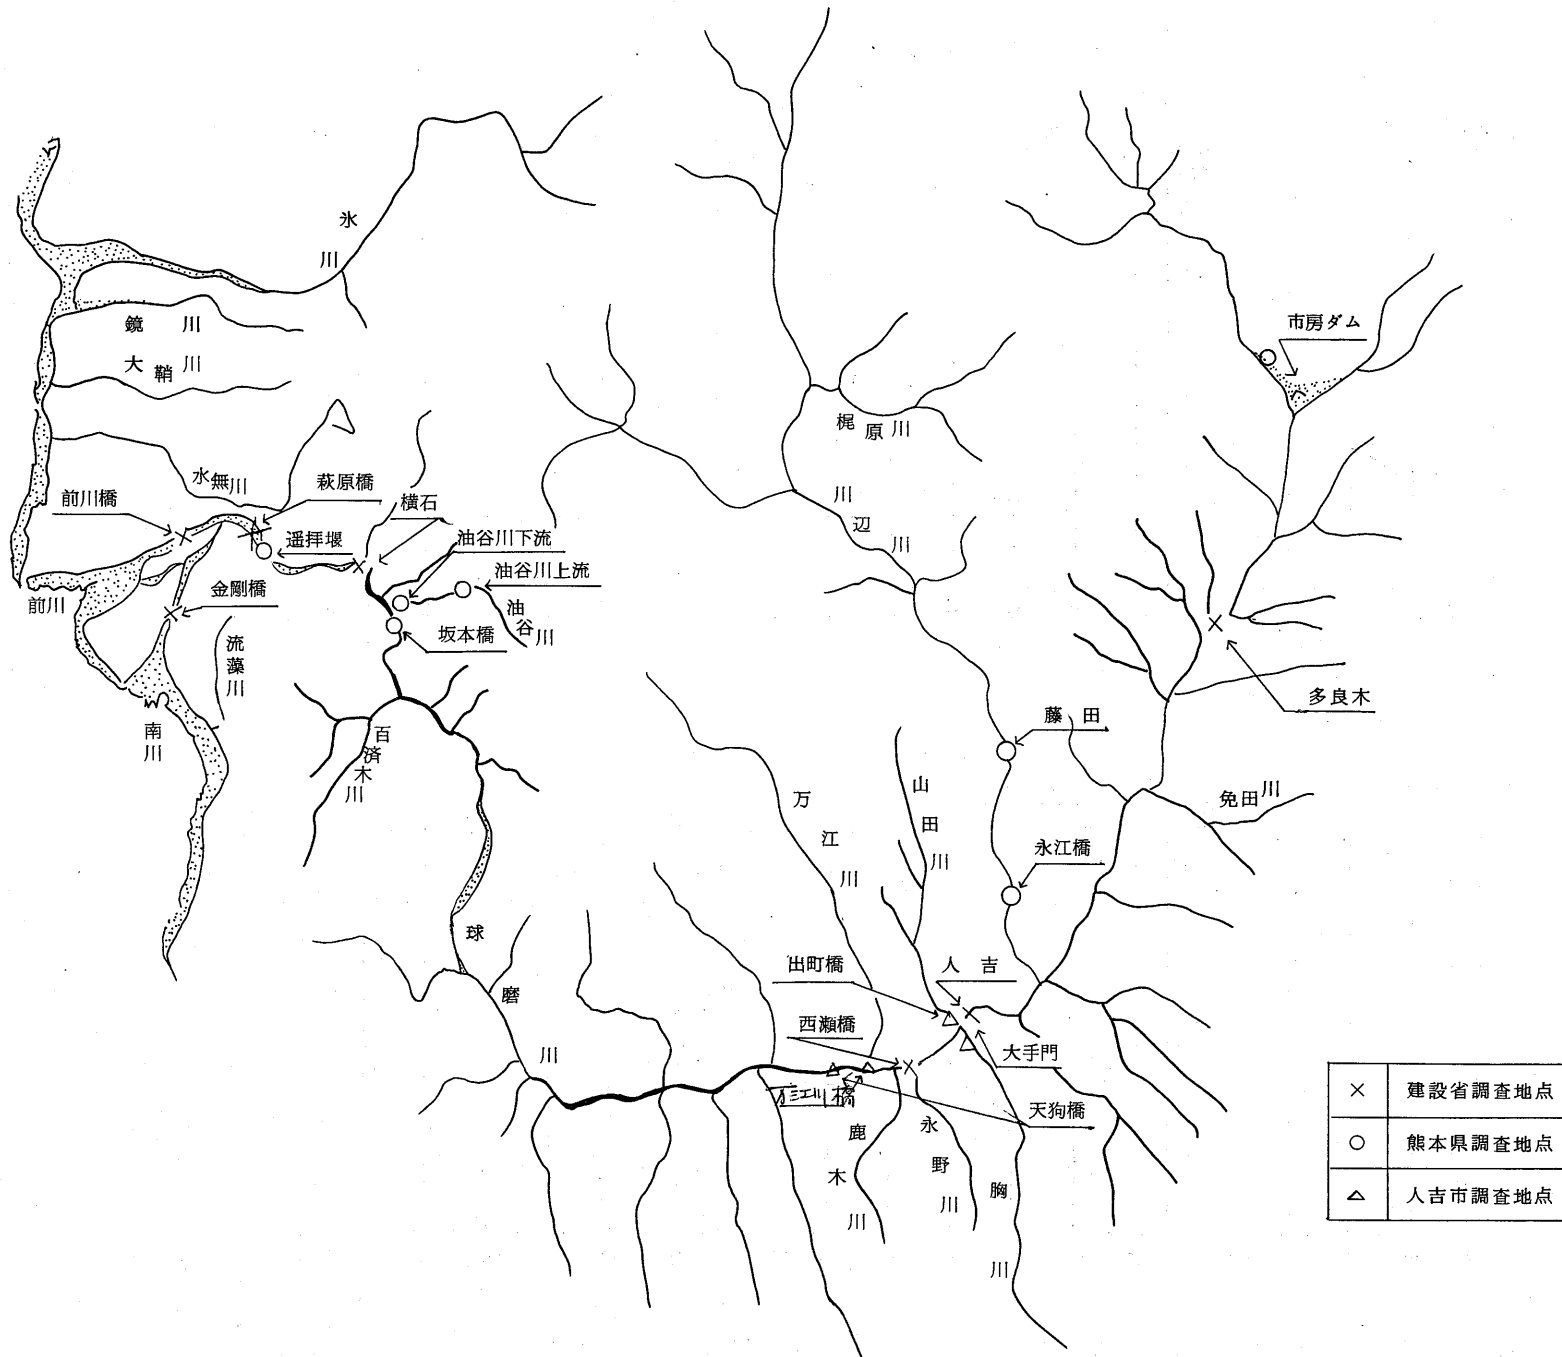 氷川
鏡川
大鞘川
市房ダム
梶原川
水無川
萩原橋
前川橋
横石
遥拝堰
油谷川下流
川辺川
油谷川上流
前川
金剛橋
油谷川
坂本橋
流藻川
多良木
南川
百済木川
藤田
山田川
万江川
免田川
永江橋
球磨川
出町橋
人吉
西瀬橋
大手門
天狗橋
鹿木川
永野川
胸川
× 建設省調査地点
○ 熊本県調査地点
△ 人吉市調査地点